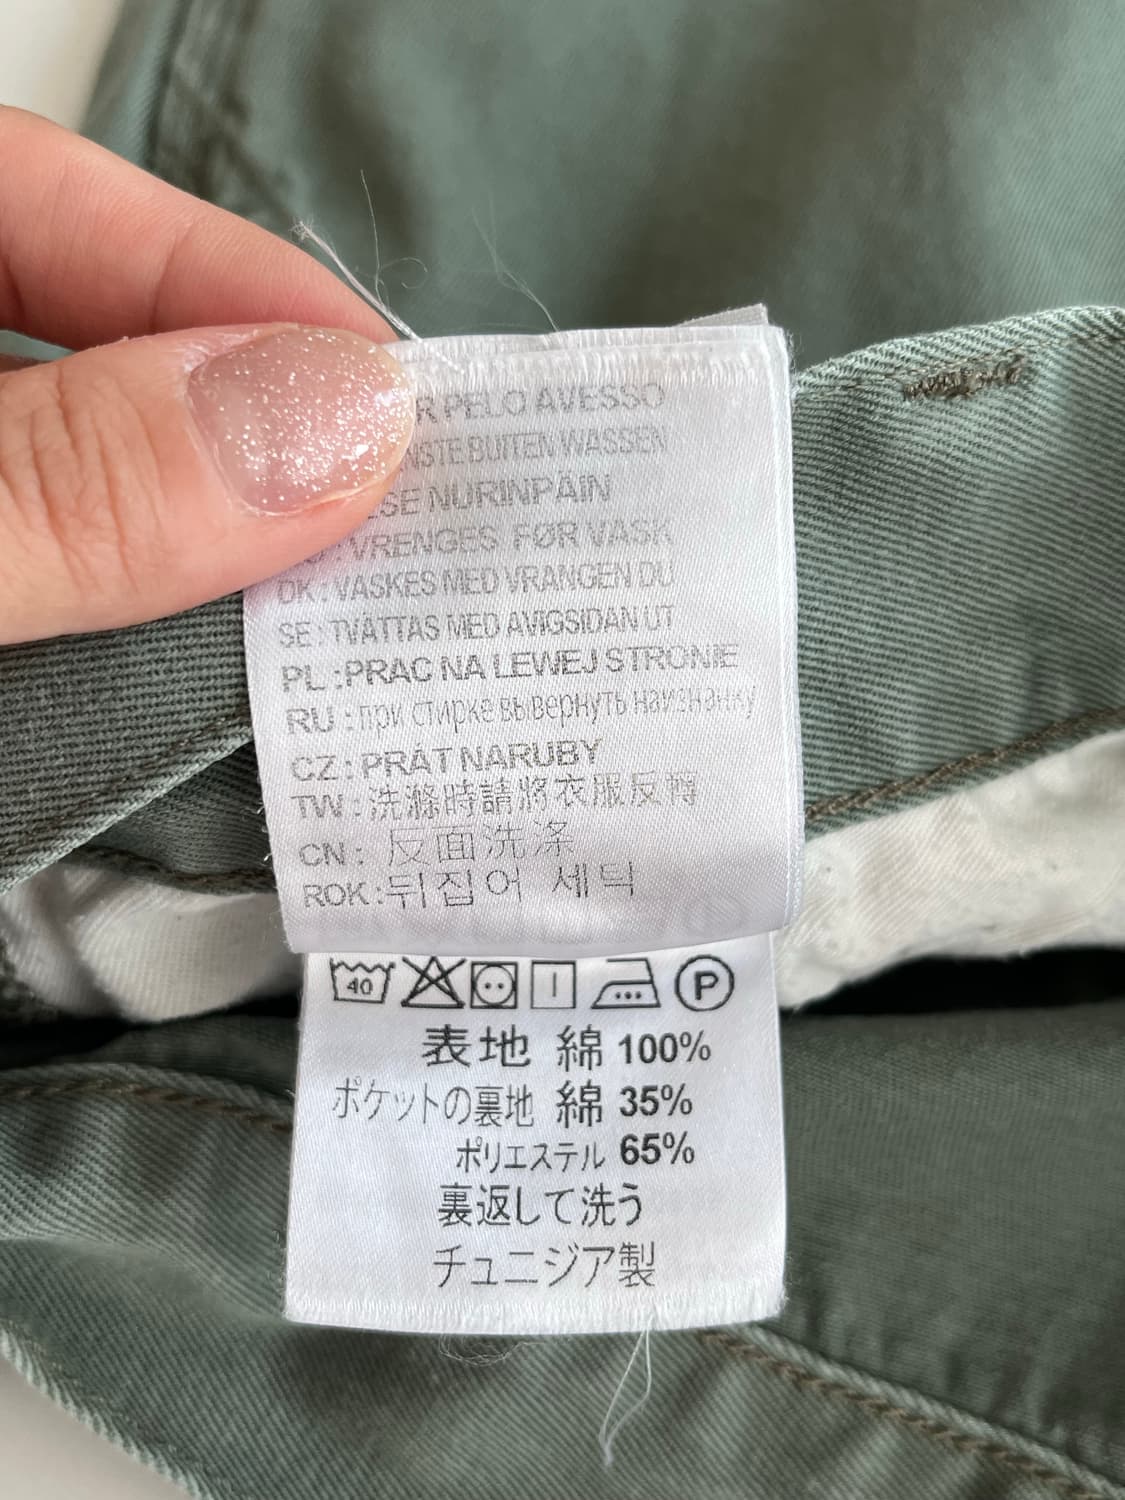 R PELO AVESSO
NSTE BUITEN WASSEN
LSE NURINPÄIN
VRENGES FØR VASK
DK : VASKES MED VRANGEN DU
SE : TVÄTTAS MED AVIGSIDAN UT
PL : PRAC NA LEWEJ STRONIE
RU : при стирке вывернуть наизнанку
CZ : PRÁT NARUBY
TW : 洗滌時請將衣服反轉
CN : 反面洗涤
ROK : 뒤집어 세탁
40 P
表地 綿 100%
ポケットの裏地 綿 35%
ポリエステル 65%
裏返して洗う
チュニジア製